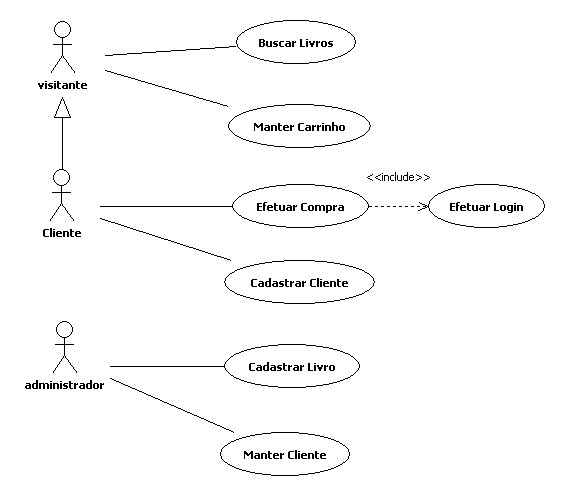 Buscar Livros
visitante
Manter Carrinho
<<include>>
Cliente
Efetuar Compra
Efetuar Login
Cadastrar Cliente
administrador
Cadastrar Livro
Manter Cliente